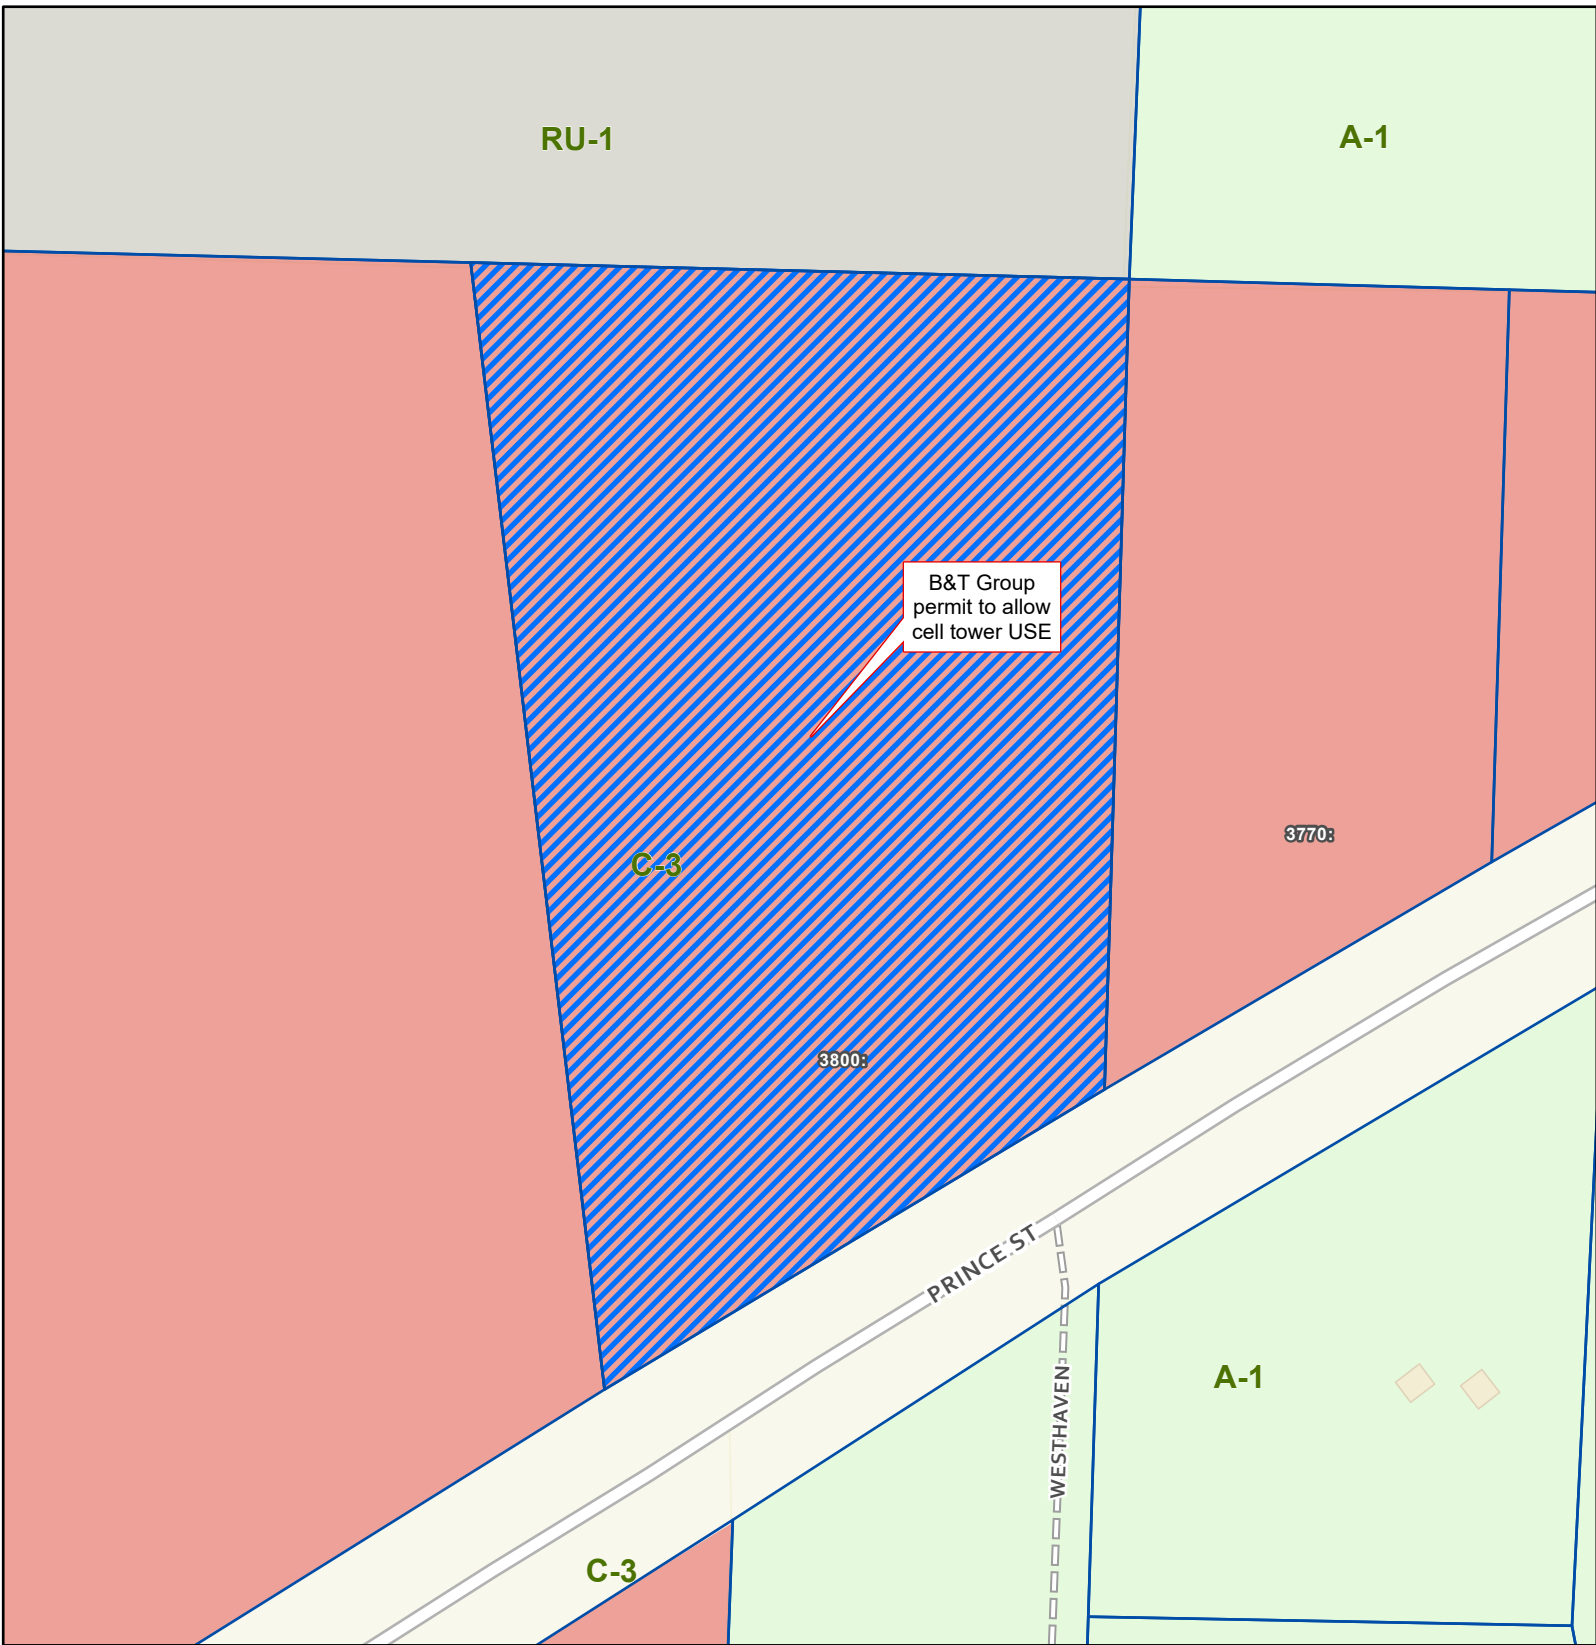 RU-1
A-1
B&T Group
permit to allow
cell tower USE
3770:
C-3
3800:
PRINCE ST
WESTHAVEN
A-1
C-3